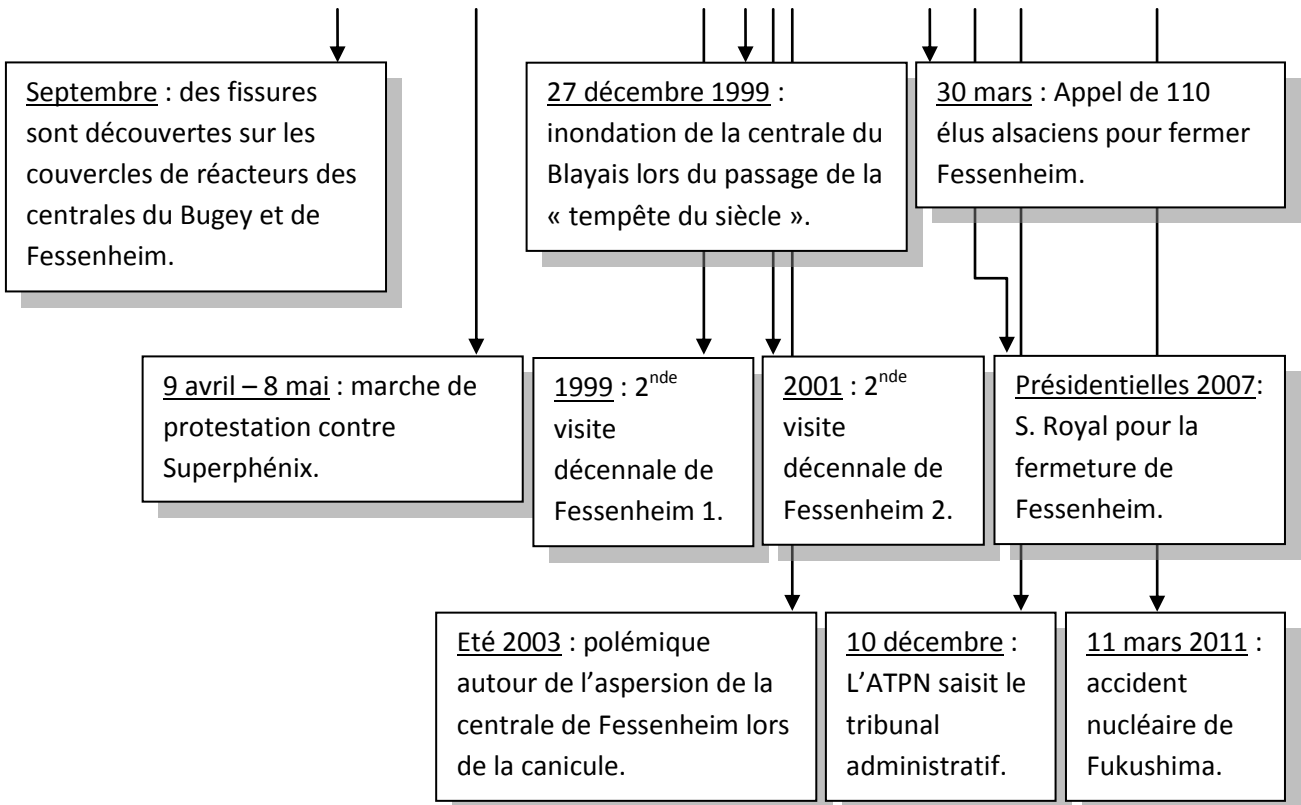 Septembre : des fissures
sont découvertes sur les
couvercles de réacteurs des
centrales du Bugey et de
Fessenheim.
27 décembre 1999 :
inondation de la centrale du
Blayais lors du passage de la
« tempête du siècle ».
30 mars : Appel de 110
élus alsaciens pour fermer
Fessenheim.
9 avril – 8 mai : marche de
protestation contre
Superphénix.
1999 : 2nde
visite
décennale de
Fessenheim 1.
2001 : 2nde
visite
décennale de
Fessenheim 2.
Présidentielles 2007:
S. Royal pour la
fermeture de
Fessenheim.
Eté 2003 : polémique
autour de l’aspersion de la
centrale de Fessenheim lors
de la canicule.
10 décembre :
L’ATPN saisit le
tribunal
administratif.
11 mars 2011 :
accident
nucléaire de
Fukushima.